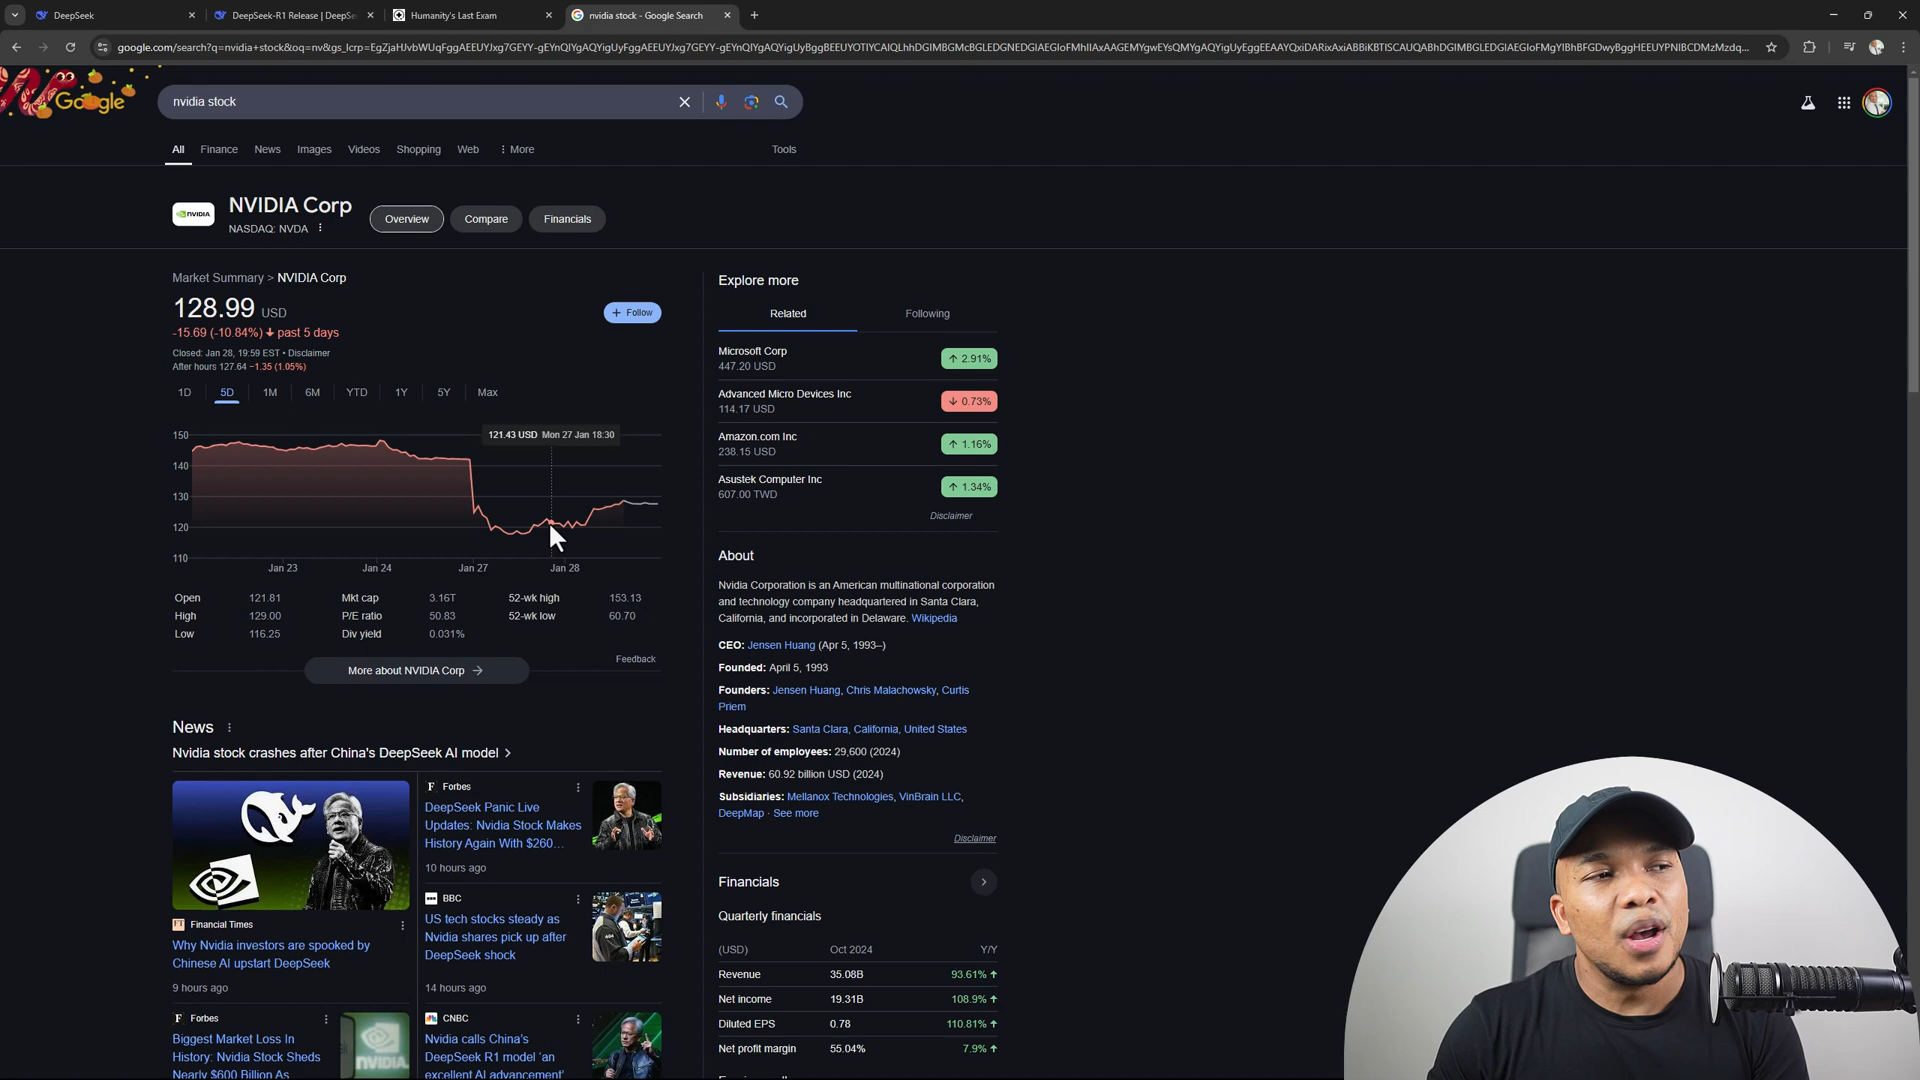 DeepSeek
DeepSeek-R1 Release | DeepSe
Humanity's Last Exam
nvidia stock - Google Search
Google
nvidia stock
All
Finance
News
Images
Videos
Shopping
Web
More
Tools
NVIDIA
NVIDIA Corp
NASDAQ: NVDA
Overview
Compare
Financials
Market Summary > NVIDIA Corp
128.99 USD
-15.69 (-10.84%) ↓ past 5 days
Closed: Jan 28, 19:59 EST • Disclaimer
After hours 127.64 −1.35 (1.05%)
+ Follow
1D
5D
1M
6M
YTD
1Y
5Y
Max
121.43 USD Mon 27 Jan 18:30
150
140
130
120
110
Jan 23
Jan 24
Jan 27
Jan 28
Open 121.81
High 129.00
Low 116.25
Mkt cap 3.16T
P/E ratio 50.83
Div yield 0.031%
52-wk high 153.13
52-wk low 60.70
Feedback
More about NVIDIA Corp →
News
Nvidia stock crashes after China's DeepSeek AI model >
Financial Times
Why Nvidia investors are spooked by
Chinese AI upstart DeepSeek
9 hours ago
Forbes
Biggest Market Loss In
History: Nvidia Stock Sheds
Nearly $600 Billion As
NVIDIA
Forbes
DeepSeek Panic Live
Updates: Nvidia Stock Makes
History Again With $260...
10 hours ago
BBC
US tech stocks steady as
Nvidia shares pick up after
DeepSeek shock
14 hours ago
CNBC
Nvidia calls China's
DeepSeek R1 model 'an
excellent AI advancement'
Explore more
Related
Following
Microsoft Corp
447.20 USD
↑ 2.91%
Advanced Micro Devices Inc
114.17 USD
↓ 0.73%
Amazon.com Inc
238.15 USD
↑ 1.16%
Asustek Computer Inc
607.00 TWD
↑ 1.34%
Disclaimer
About
Nvidia Corporation is an American multinational corporation
and technology company headquartered in Santa Clara,
California, and incorporated in Delaware. Wikipedia
CEO: Jensen Huang (Apr 5, 1993–)
Founded: April 5, 1993
Founders: Jensen Huang, Chris Malachowsky, Curtis
Priem
Headquarters: Santa Clara, California, United States
Number of employees: 29,600 (2024)
Revenue: 60.92 billion USD (2024)
Subsidiaries: Mellanox Technologies, VinBrain LLC,
DeepMap · See more
Disclaimer
Financials
Quarterly financials
(USD) Oct 2024 Y/Y
Revenue 35.08B 93.61% ↑
Net income 19.31B 108.9% ↑
Diluted EPS 0.78 110.81% ↑
Net profit margin 55.04% 7.9% ↑